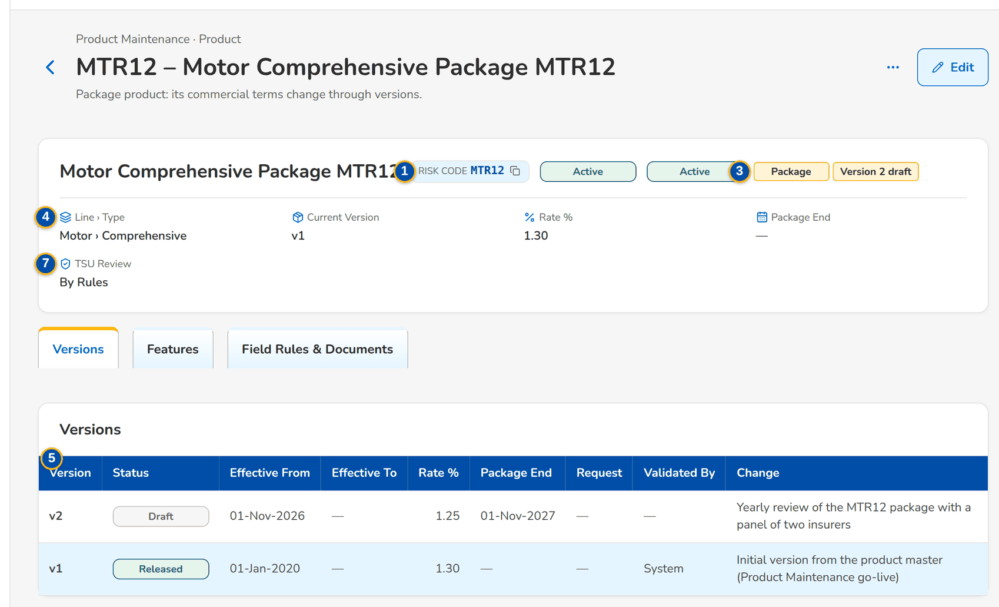 Product Maintenance · Product
MTR12 – Motor Comprehensive Package MTR12
Edit
Package product: its commercial terms change through versions.
Motor Comprehensive Package MTR12
1
RISK CODE MTR12
Active
Active
3
Package
Version 2 draft
4
Line › Type
Current Version
Rate %
Package End
Motor › Comprehensive
v1
1.30
—
7
TSU Review
By Rules
Versions
Features
Field Rules & Documents
Versions
5
Version Status Effective From Effective To Rate % Package End Request Validated By Change
v2 Draft 01-Nov-2026 — 1.25 01-Nov-2027 — — Yearly review of the MTR12 package with a
panel of two insurers
v1 Released 01-Jan-2020 — 1.30 — — System Initial version from the product master
(Product Maintenance go-live)